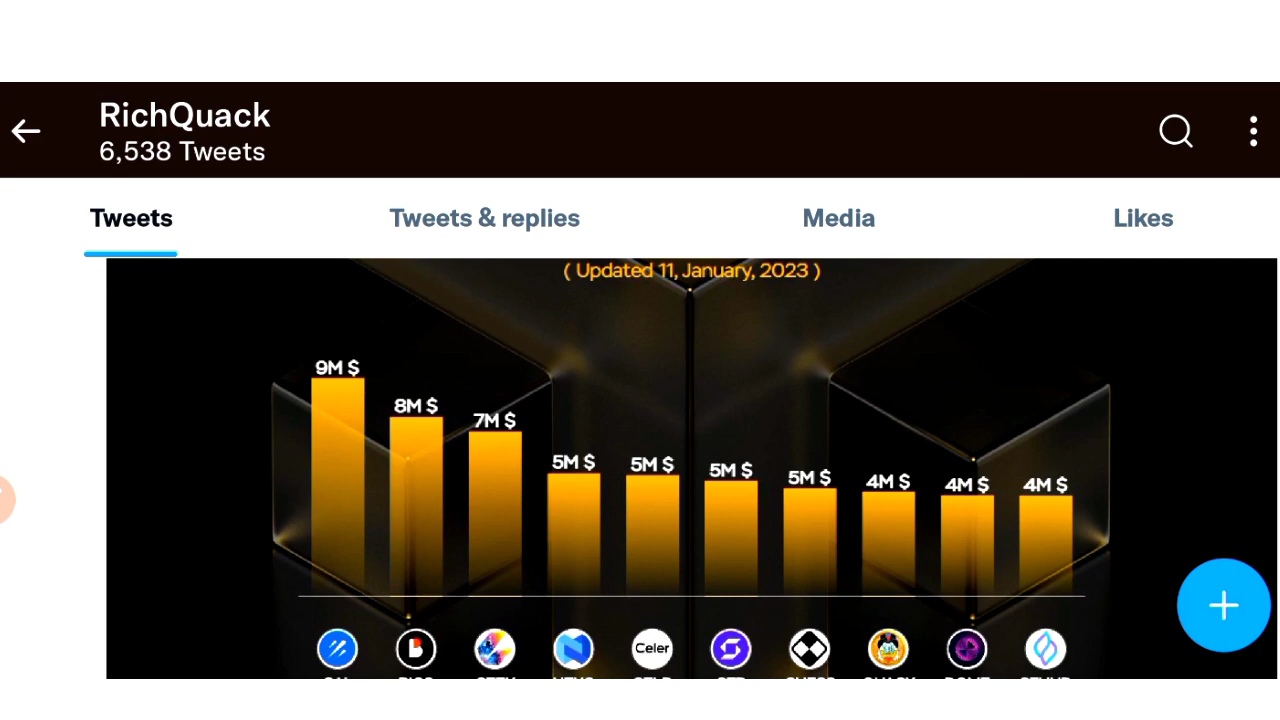 RichQuack
6,538 Tweets
Tweets Tweets & replies Media Likes
( Updated 11, January, 2023 )
9M $ 8M $ 7M $ 5M $ 5M $ 5M $ 5M $ 4M $ 4M $ 4M $
Celer